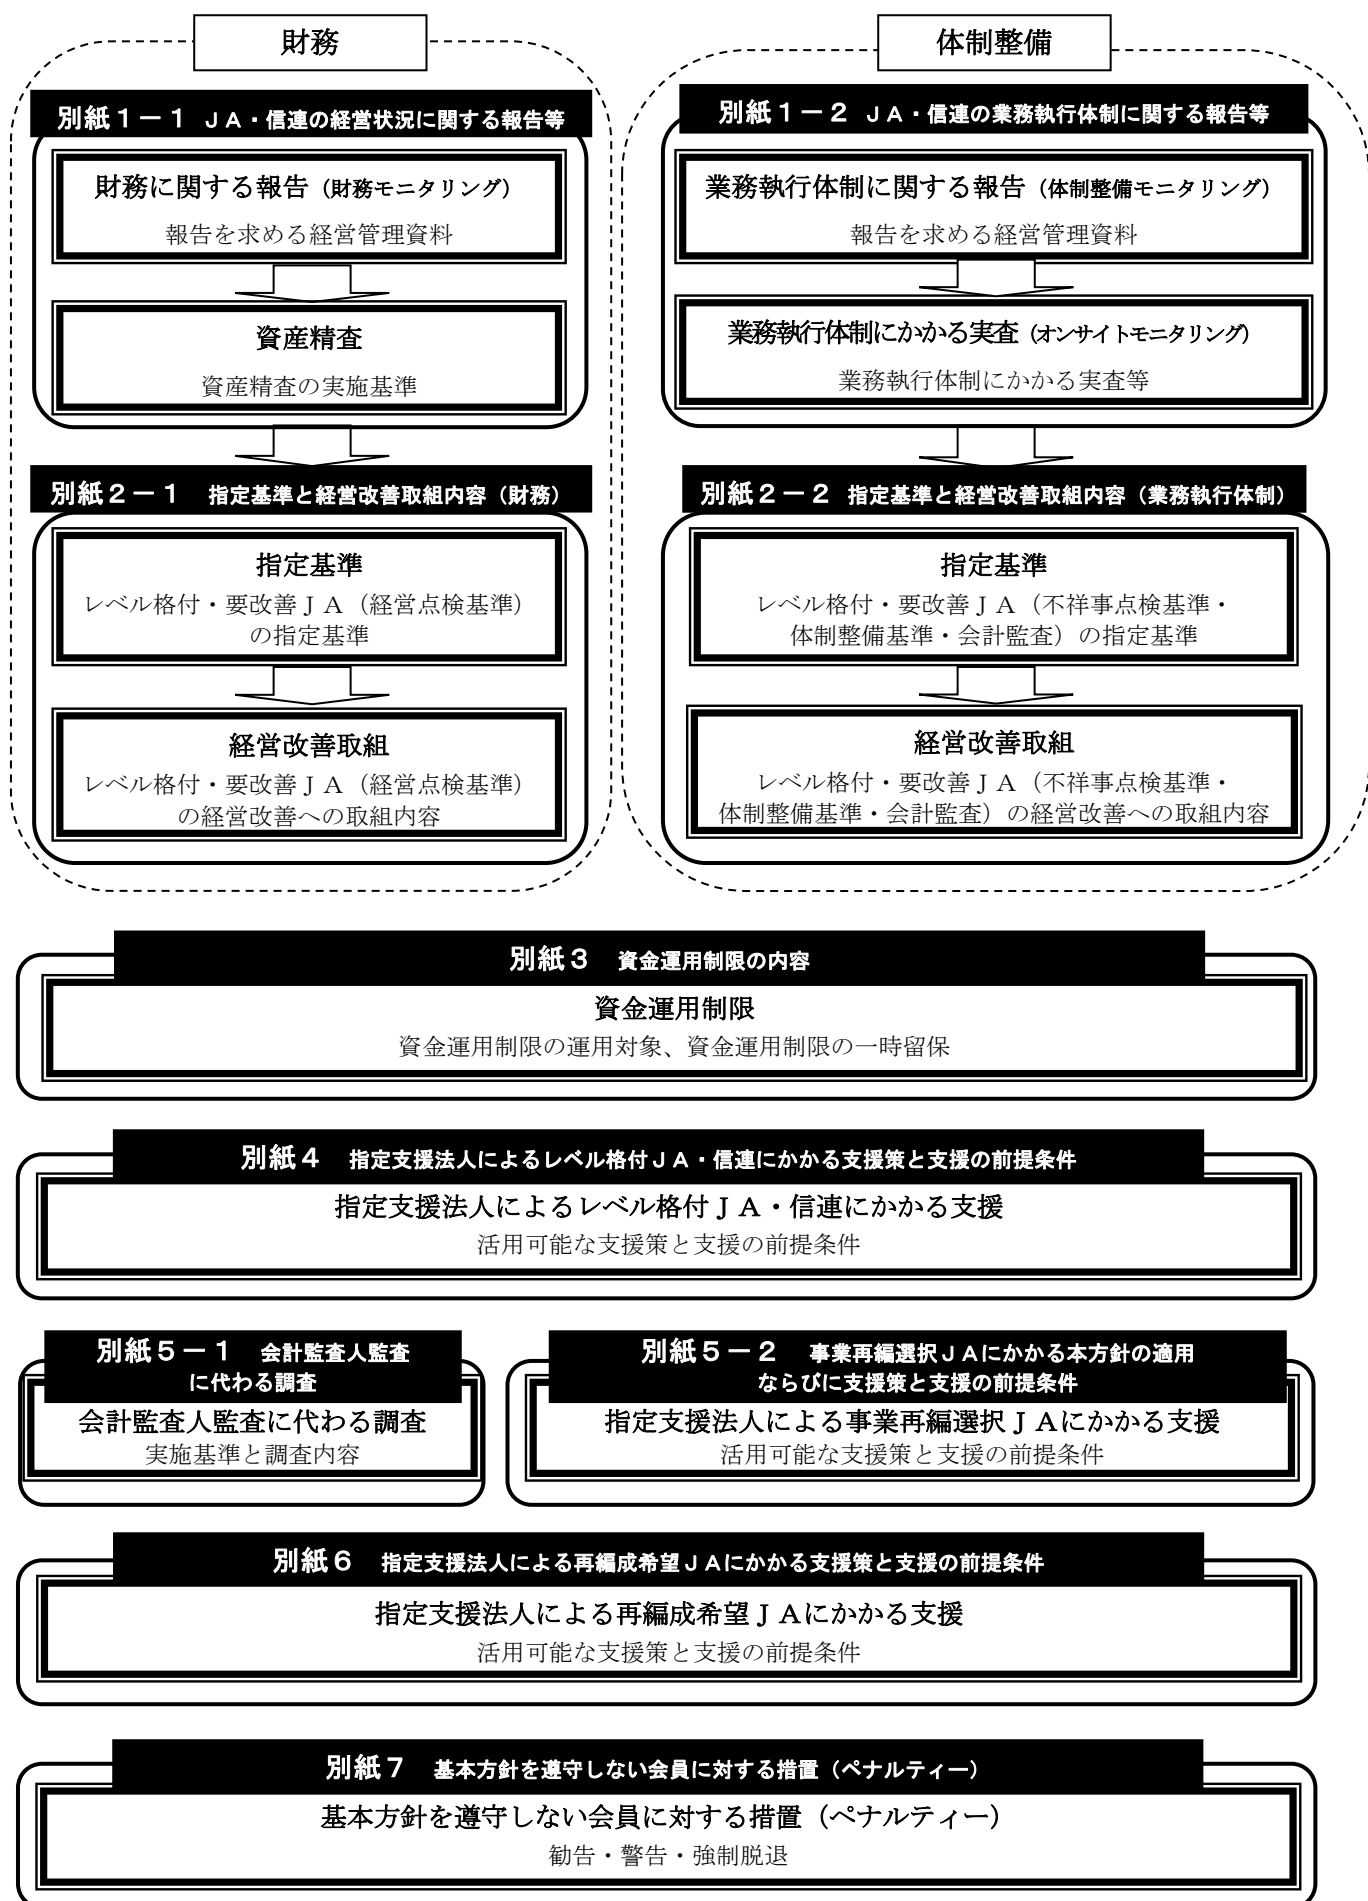 財務
別紙１－１ ＪＡ・信連の経営状況に関する報告等
財務に関する報告（財務モニタリング）
報告を求める経営管理資料
資産精査
資産精査の実施基準
別紙２－１　指定基準と経営改善取組内容（財務）
指定基準
レベル格付・要改善ＪＡ（経営点検基準）
の指定基準
経営改善取組
レベル格付・要改善ＪＡ（経営点検基準）
の経営改善への取組内容
体制整備
別紙１－２ ＪＡ・信連の業務執行体制に関する報告等
業務執行体制に関する報告（体制整備モニタリング）
報告を求める経営管理資料
業務執行体制にかかる実査（オンサイトモニタリング）
業務執行体制にかかる実査等
別紙２－２ 指定基準と経営改善取組内容（業務執行体制）
指定基準
レベル格付・要改善ＪＡ（不祥事点検基準・
体制整備基準・会計監査）の指定基準
経営改善取組
レベル格付・要改善ＪＡ（不祥事点検基準・
体制整備基準・会計監査）の経営改善への取組内容
別紙３　資金運用制限の内容
資金運用制限
資金運用制限の運用対象、資金運用制限の一時留保
別紙４　指定支援法人によるレベル格付ＪＡ・信連にかかる支援策と支援の前提条件
指定支援法人によるレベル格付ＪＡ・信連にかかる支援
活用可能な支援策と支援の前提条件
別紙５－１　会計監査人監査
に代わる調査
会計監査人監査に代わる調査
実施基準と調査内容
別紙５－２　事業再編選択ＪＡにかかる本方針の適用
ならびに支援策と支援の前提条件
指定支援法人による事業再編選択ＪＡにかかる支援
活用可能な支援策と支援の前提条件
別紙６　指定支援法人による再編成希望ＪＡにかかる支援策と支援の前提条件
指定支援法人による再編成希望ＪＡにかかる支援
活用可能な支援策と支援の前提条件
別紙７　基本方針を遵守しない会員に対する措置（ペナルティー）
基本方針を遵守しない会員に対する措置（ペナルティー）
勧告・警告・強制脱退